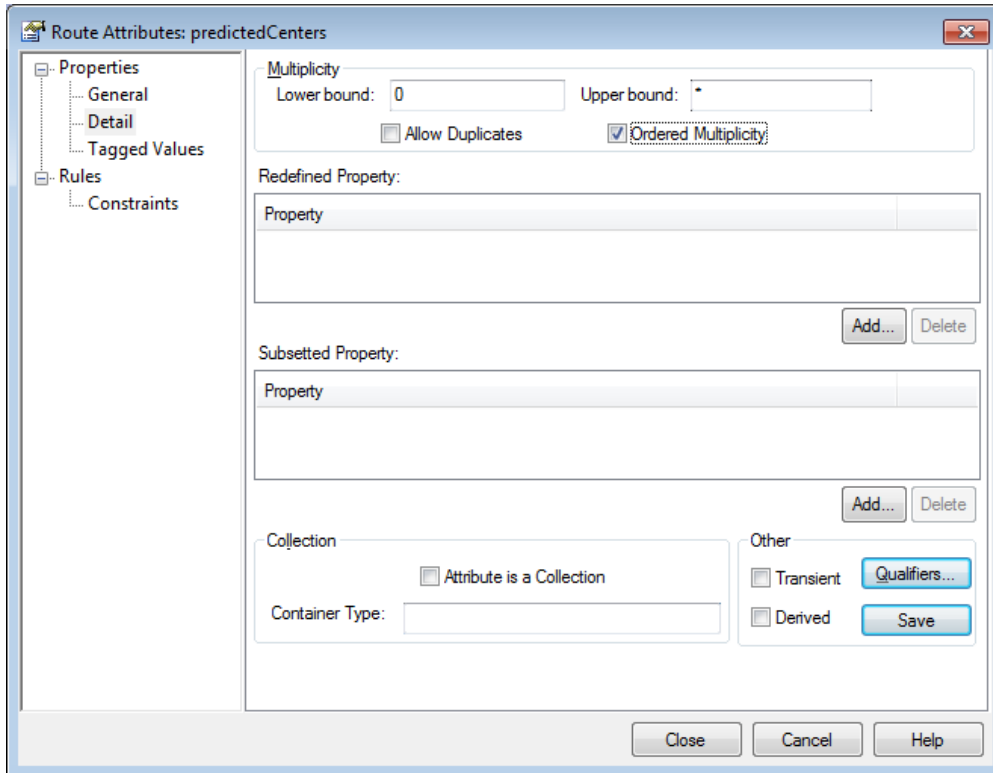 Route Attributes: predictedCenters
Properties
General
Detail
Tagged Values
Rules
Constraints
Multiplicity
Lower bound: 0 Upper bound: *
Allow Duplicates Ordered Multiplicity
Redefined Property:
Property
Add... Delete
Subsetted Property:
Property
Add... Delete
Collection
Attribute is a Collection
Container Type:
Other
Transient Qualifiers...
Derived Save
Close Cancel Help